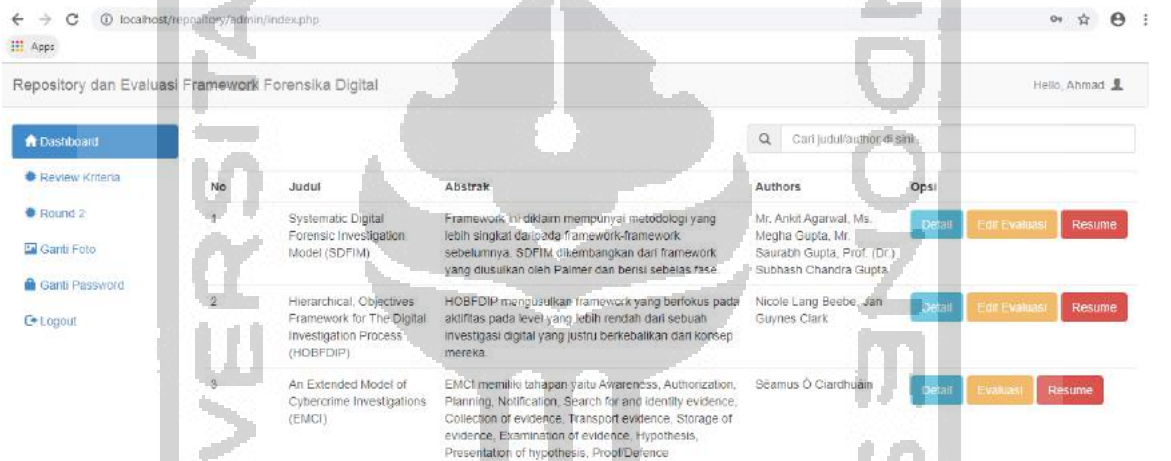 localhost/repository/admin/index.php
Apps
Repository dan Evaluasi Framework Forensika Digital
Hello, Ahmad
Dashboard
Cari judul/author di sini
Review Kriteria
Round 2
Ganti Foto
Ganti Password
Logout
No Judul Abstrak Authors Opsi
1 Systematic Digital Forensic Investigation Model (SDFIM)
Framework ini diklaim mempunyai metodologi yang
lebih singkat daripada framework-framework
sebelumnya. SDFIM dikembangkan dari framework
yang diusulkan oleh Palmer dan berisi sebelas fase.
Mr. Ankit Agarwal, Ms.
Megha Gupta, Mr.
Saurabh Gupta, Prof. (Dr.)
Subhash Chandra Gupta
Detail Edit Evaluasi Resume
2 Hierarchical, Objectives
Framework for The Digital
Investigation Process
(HOBFDIP)
HOBFDIP mengusulkan framework yang berfokus pada
aktifitas pada level yang lebih rendah dari sebuah
investigasi digital yang justru berkebalikan dari konsep
mereka.
Nicole Lang Beebe, Jan
Guynes Clark
Detail Edit Evaluasi Resume
3 An Extended Model of
Cybercrime Investigations
(EMCI)
EMCI memiliki tahapan yaitu Awareness, Authorization,
Planning, Notification, Search for and identify evidence,
Collection of evidence, Transport evidence, Storage of
evidence, Examination of evidence, Hypothesis,
Presentation of hypothesis, Proof/Defence
Séamus Ó Ciardhuáin
Detail Evaluasi Resume